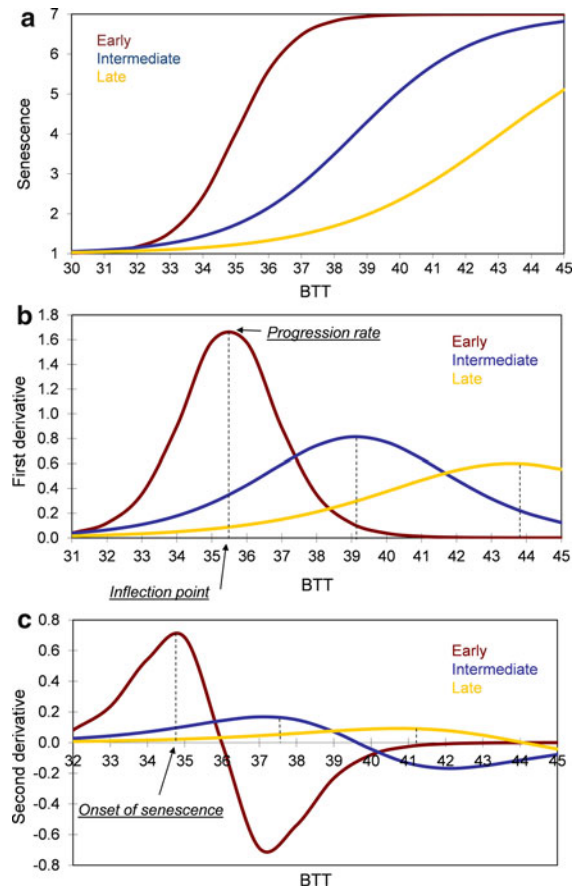 a
7
6
5
4
3
2
1
Senescence
Early
Intermediate
Late
30 31 32 33 34 35 36 37 38 39 40 41 42 43 44 45
BTT
b
1.8
1.6
1.4
1.2
1.0
0.8
0.6
0.4
0.2
0.0
First derivative
Progression rate
Early
Intermediate
Late
31 32 33 34 35 36 37 38 39 40 41 42 43 44 45
Inflection point
BTT
c
0.8
0.6
0.4
0.2
0.0
-0.2
-0.4
-0.6
-0.8
Second derivative
Early
Intermediate
Late
32 33 34 35 36 37 38 39 40 41 42 43 44 45
Onset of senescence
BTT